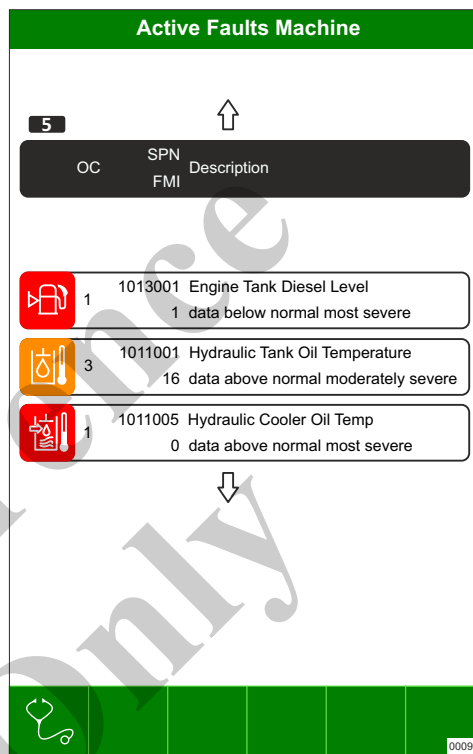 Active Faults Machine
5
SPN
OC Description
FMI
1013001 Engine Tank Diesel Level
1
1 data below normal most severe
1011001 Hydraulic Tank Oil Temperature
3
16 data above normal moderately severe
1011005 Hydraulic Cooler Oil Temp
1
0 data above normal most severe
ence
Only
0009